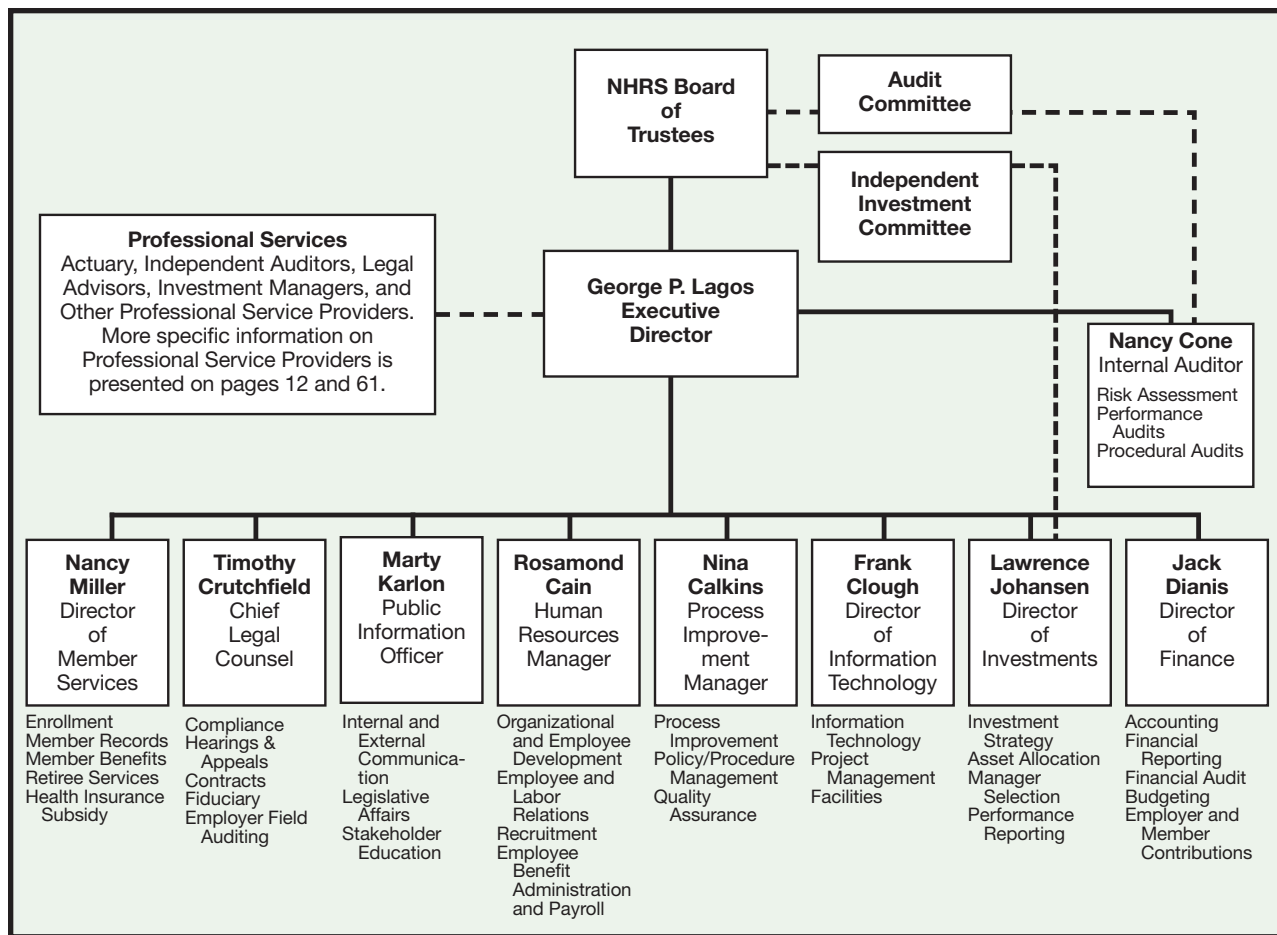 NHRS Board
of
Trustees
Audit
Committee
Independent
Investment
Committee
Professional Services
Actuary, Independent Auditors, Legal
Advisors, Investment Managers, and
Other Professional Service Providers.
More specific information on
Professional Service Providers is
presented on pages 12 and 61.
George P. Lagos
Executive
Director
Nancy Cone
Internal Auditor
Risk Assessment
Performance
Audits
Procedural Audits
Nancy
Miller
Director
of
Member
Services
Enrollment
Member Records
Member Benefits
Retiree Services
Health Insurance
Subsidy
Timothy
Crutchfield
Chief
Legal
Counsel
Compliance
Hearings &
Appeals
Contracts
Fiduciary
Employer Field
Auditing
Marty
Karlon
Public
Information
Officer
Internal and
External
Communica-
tion
Legislative
Affairs
Stakeholder
Education
Rosamond
Cain
Human
Resources
Manager
Organizational
and Employee
Development
Employee and
Labor
Relations
Recruitment
Employee
Benefit
Administration
and Payroll
Nina
Calkins
Process
Improve-
ment
Manager
Process
Improvement
Policy/Procedure
Management
Quality
Assurance
Frank
Clough
Director
of
Information
Technology
Information
Technology
Project
Management
Facilities
Lawrence
Johansen
Director
of
Investments
Investment
Strategy
Asset Allocation
Manager
Selection
Performance
Reporting
Jack
Dianis
Director
of
Finance
Accounting
Financial
Reporting
Financial Audit
Budgeting
Employer and
Member
Contributions